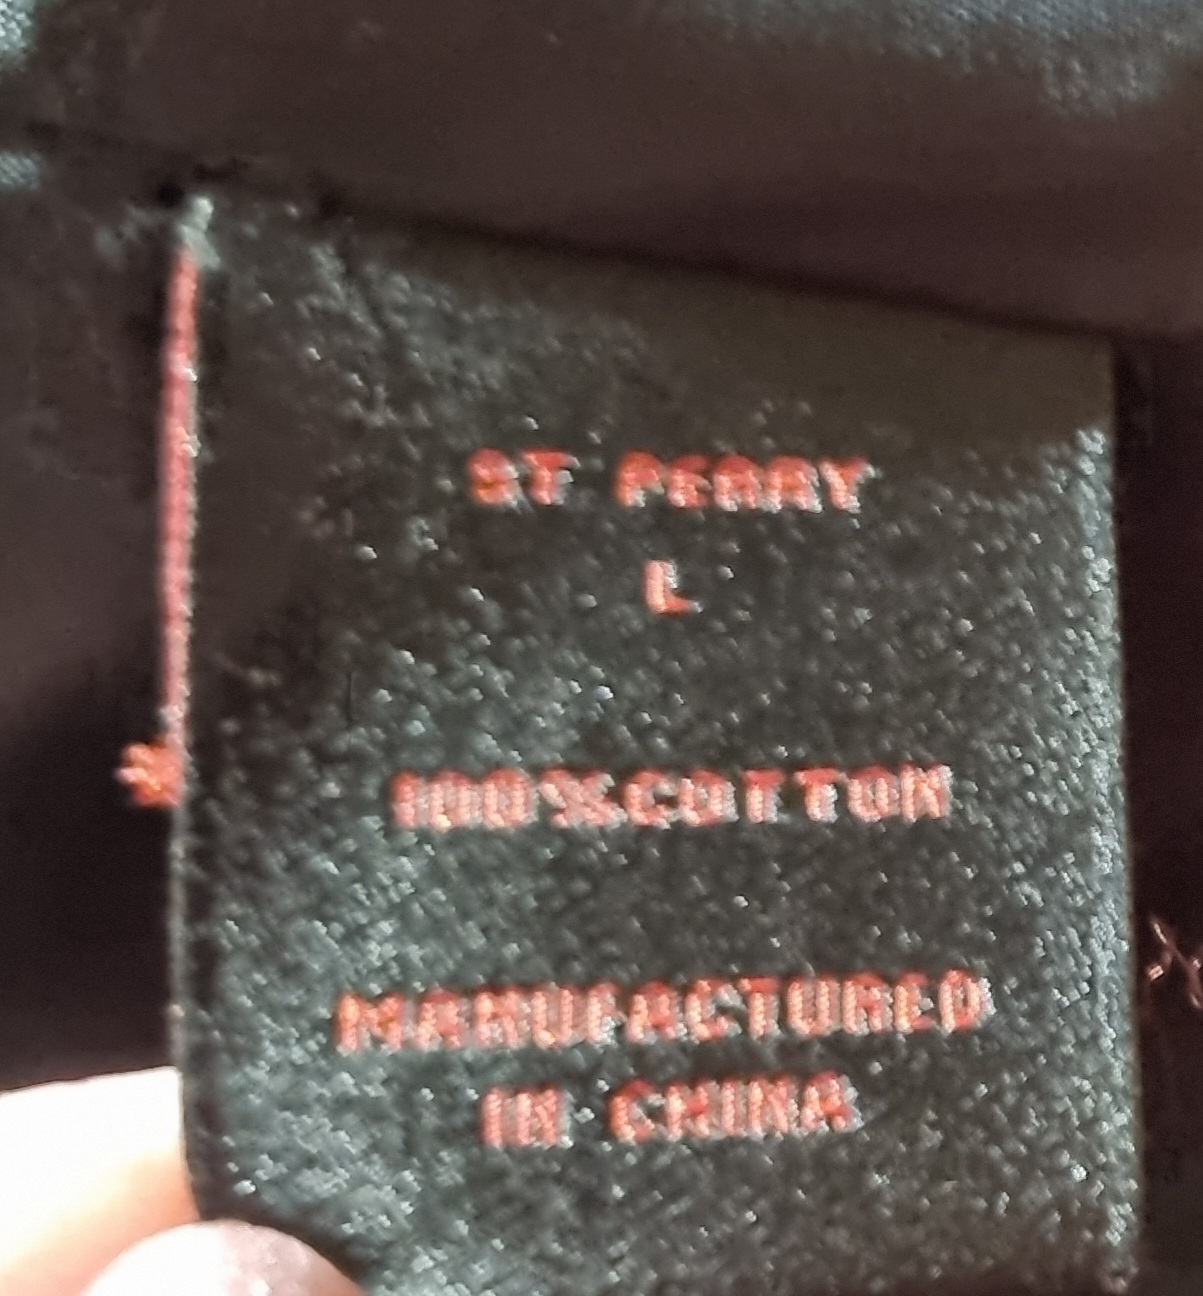 ST PERRY
L
100%COTTON
MANUFACTURED
IN CHINA